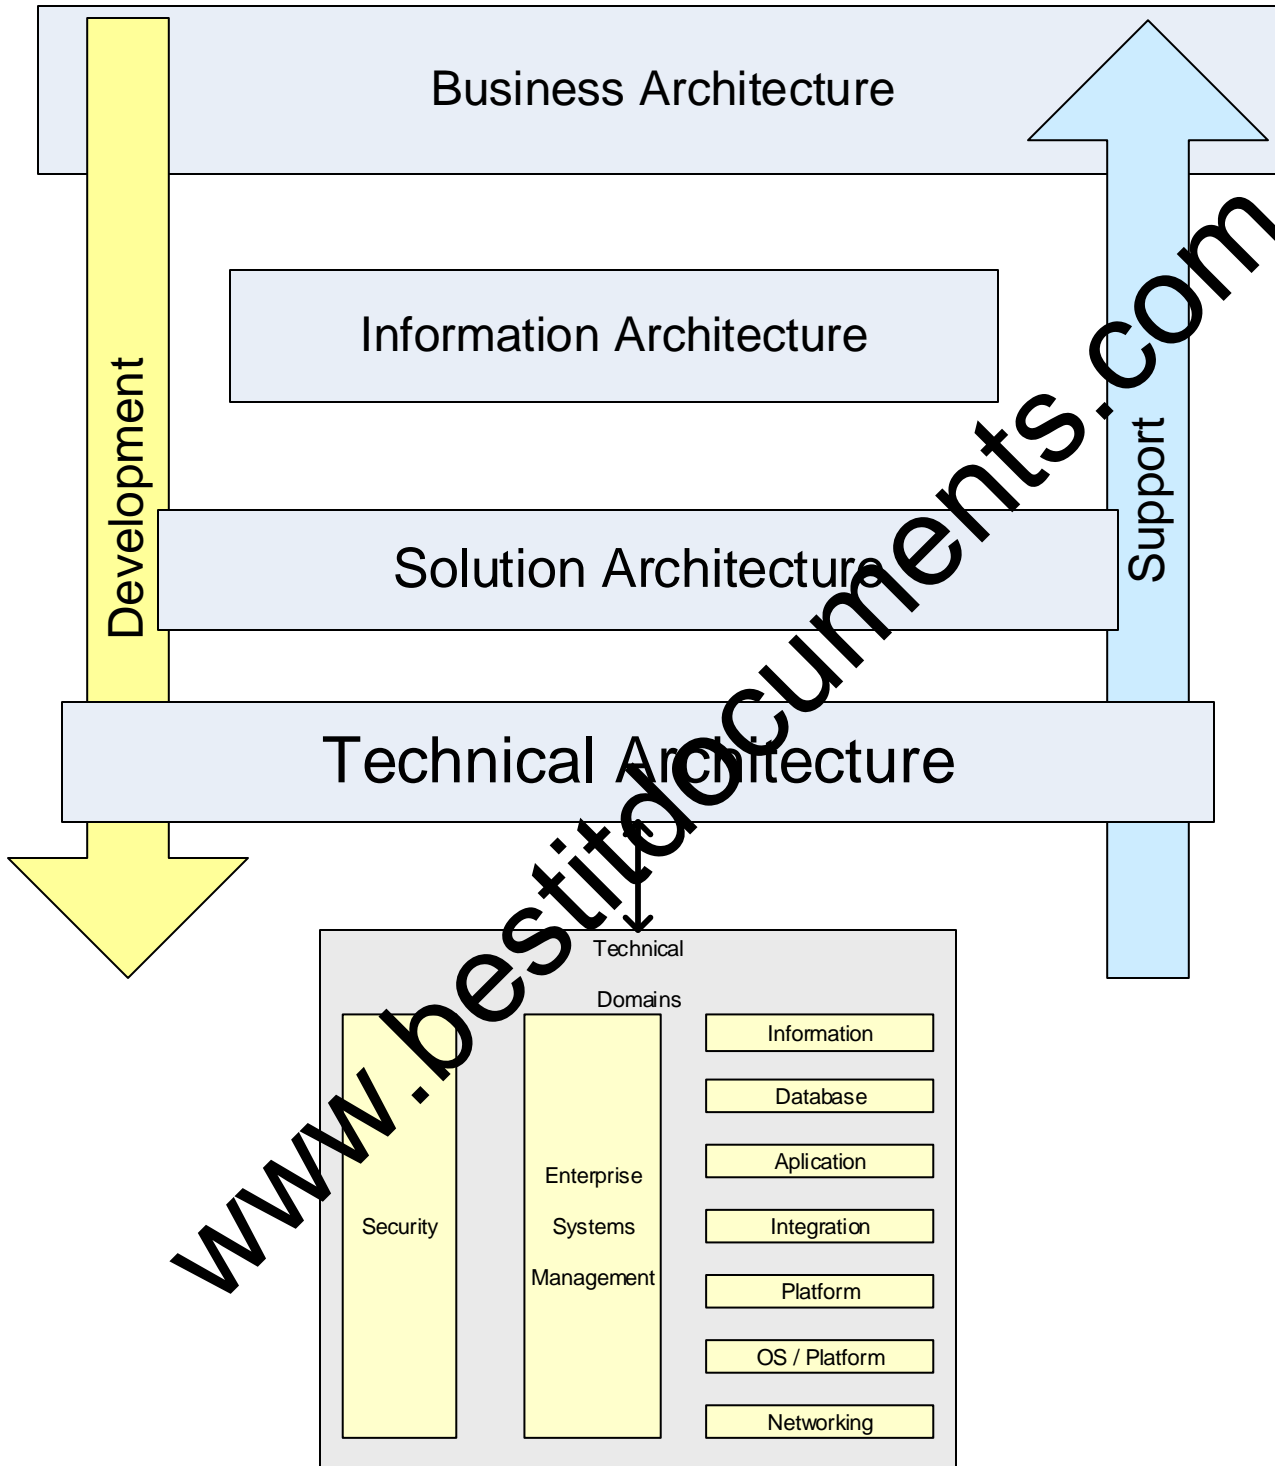 Business Architecture
Information Architecture
Development
Support
Solution Architecture
Technical Architecture
www.bestitdocuments.com
Technical
Domains
Security
Enterprise
Systems
Management
Information
Database
Aplication
Integration
Platform
OS / Platform
Networking